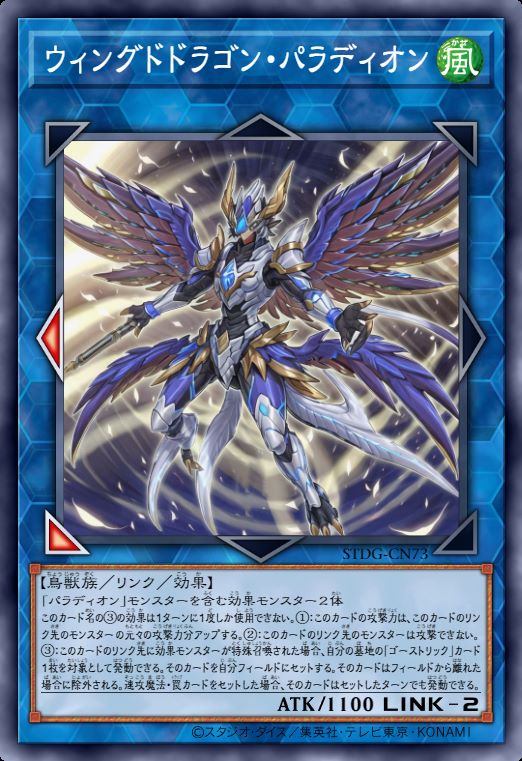 ウィングドドラゴン・パラディオン
風
STDG-CN73
【鳥獣族／リンク／効果】
「パラディオン」モンスターを含む効果モンスター２体
このカード名の③の効果は1ターンに1度しか使用できない。①：このカードの攻撃力は、このカードのリン
ク先のモンスターの元々の攻撃力分アップする。②：このカードのリンク先のモンスターは攻撃できない。
③：このカードのリンク先に効果モンスターが特殊召喚された場合、自分の墓地の「ゴーストリック」カード
1枚を対象として発動できる。そのカードを自分フィールドにセットする。そのカードはフィールドから離れた
場合に除外される。速攻魔法・罠カードをセットした場合、そのカードはセットしたターンでも発動できる。
ATK/1100 LINK-2
©スタジオ・ダイス/集英社・テレビ東京・KONAMI